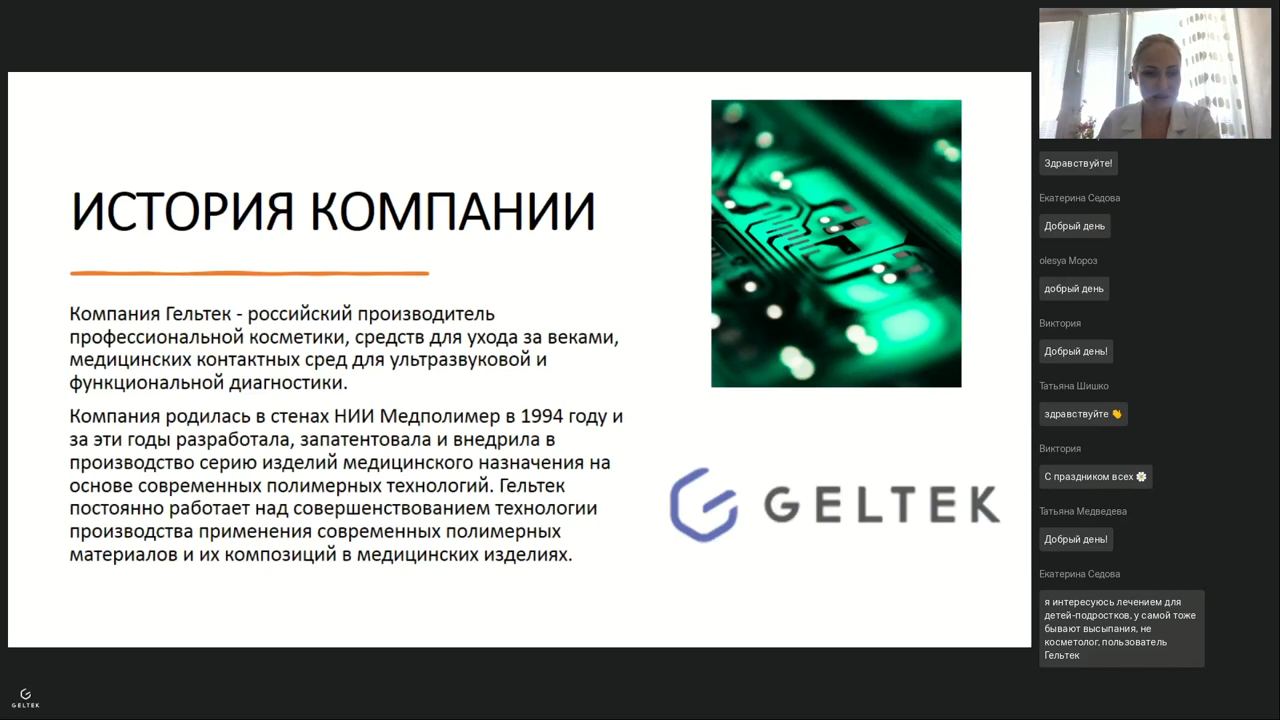 ИСТОРИЯ КОМПАНИИ
Компания Гельтек - российский производитель
профессиональной косметики, средств для ухода за веками,
медицинских контактных сред для ультразвуковой и
функциональной диагностики.
Компания родилась в стенах НИИ Медполимер в 1994 году и
за эти годы разработала, запатентовала и внедрила в
производство серию изделий медицинского назначения на
основе современных полимерных технологий. Гельтек
постоянно работает над совершенствованием технологии
производства применения современных полимерных
материалов и их композиций в медицинских изделиях.
GELTEK
Здравствуйте!
Екатерина Седова
Добрый день
olesya Мороз
добрый день
Виктория
Добрый день!
Татьяна Шишко
здравствуйте 👏
Виктория
С праздником всех 🌼
Татьяна Медведева
Добрый день!
Екатерина Седова
я интересуюсь лечением для
детей-подростков, у самой тоже
бывают высыпания, не
косметолог, пользователь
Гельтек
GELTEK